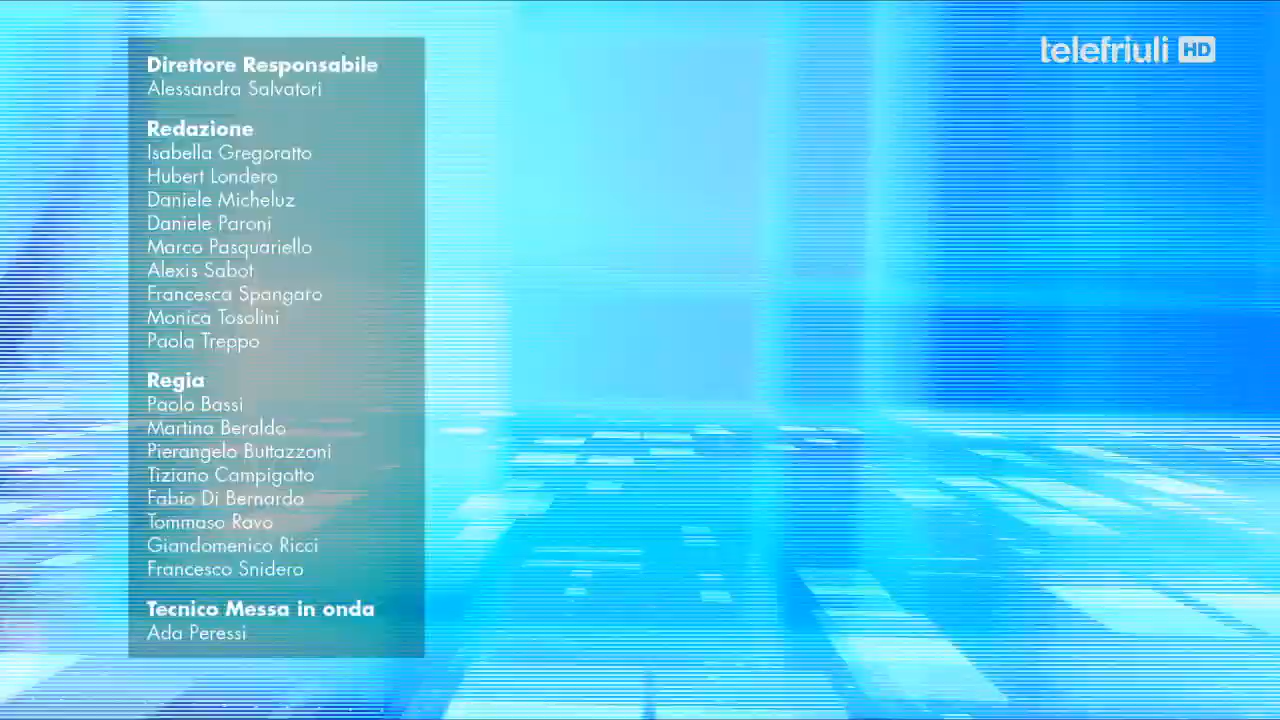 telefriuli HD
Direttore Responsabile
Alessandra Salvatori
Redazione
Isabella Gregoratto
Hubert Londero
Daniele Micheluz
Daniele Paroni
Marco Pasquariello
Alexis Sabot
Francesca Spangaro
Monica Tosolini
Paola Treppo
Regia
Paolo Bassi
Martina Beraldo
Pierangelo Buttazzoni
Tiziano Campigotto
Fabio Di Bernardo
Tommaso Ravo
Giandomenico Ricci
Francesco Snidero
Tecnico Messa in onda
Ada Peressi